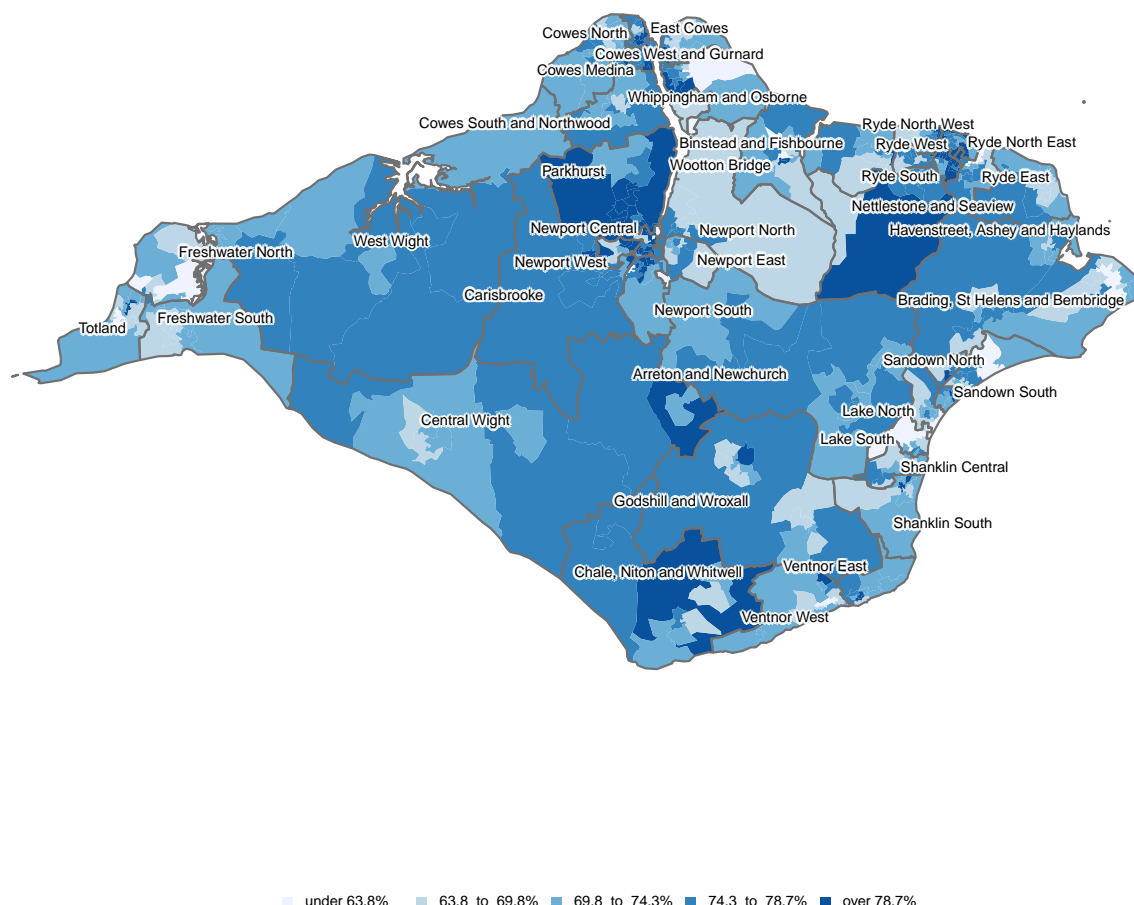 Cowes North
East Cowes
Cowes West and Gurnard
Cowes Medina
Whippingham and Osborne
Cowes South and Northwood
Ryde North West
Binstead and Fishbourne
Ryde West
Ryde North East
Wootton Bridge
Parkhurst
Ryde South
Ryde East
Nettlestone and Seaview
Newport Central
Newport North
Havenstreet, Ashey and Haylands
West Wight
Freshwater North
Newport West
Newport East
Carisbrooke
Brading, St Helens and Bembridge
Newport South
Freshwater South
Totland
Sandown North
Arreton and Newchurch
Sandown South
Lake North
Central Wight
Lake South
Shanklin Central
Godshill and Wroxall
Shanklin South
Ventnor East
Chale, Niton and Whitwell
Ventnor West
under 63.8% 63.8 to 69.8% 69.8 to 74.3% 74.3 to 78.7% over 78.7%